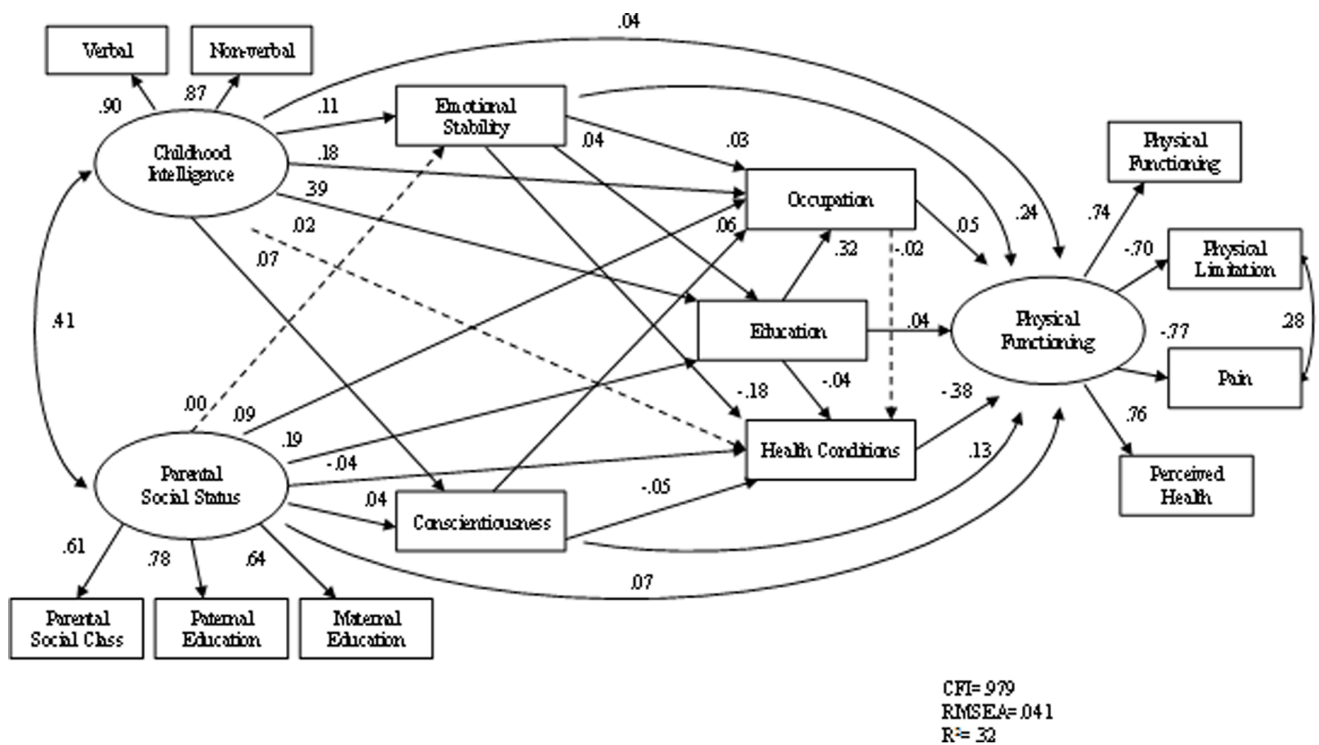 .04
Verbal
Non-verbal
.90
.87
.11
Emotional
Stability
Childhood
Intelligence
.18
.04
.03
Physical
Functioning
.39
Occupation
.02
.06
.05
.24
.74
.07
.32
-.02
-.70
Physical
Limitation
.41
Education
.04
Physical
Functioning
-.77
.28
Pain
.00
.09
-.18
-.04
-.38
.76
.19
Health Conditions
.13
Parental
Social Status
-.04
.04
-.05
Perceived
Health
Conscientiousness
.61
.78
.64
.07
Parental
Social Class
Paternal
Education
Maternal
Education
CFI=.979
RMSEA=.041
R²=.32